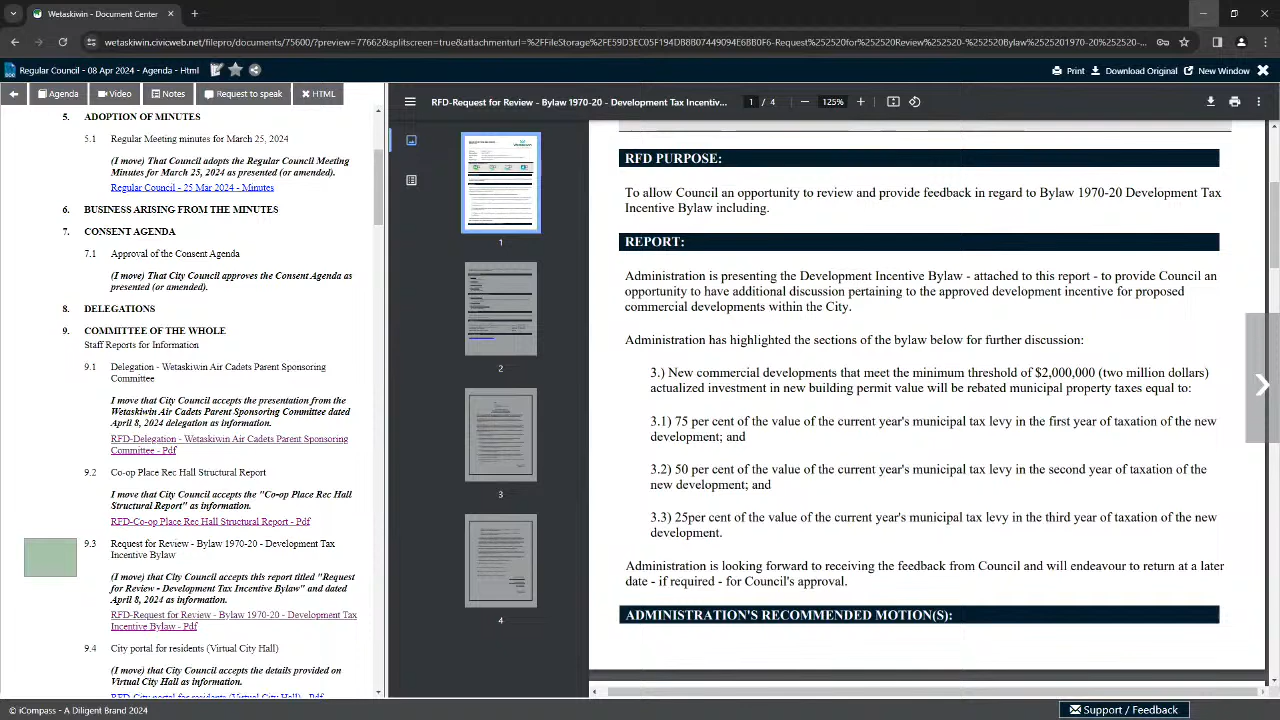 Wetaskiwin - Document Center
wetaskiwin.civicweb.net/filepro/documents/75600/?preview=77662&splitscreen=true&attachmenturl=%2FFileStorage%2FE59D3EC05F194DB8B07449094E6BB0F6-Request%252520for%252520Review%252520-%252520Bylaw%2525201970-20%252520-...
Regular Council - 08 Apr 2024 - Agenda - Html
Print Download Original New Window
Agenda Video Notes Request to speak HTML
5. ADOPTION OF MINUTES
5.1 Regular Meeting minutes for March 25, 2024
(I move) That Council approve. Regular Council Meeting
Minutes for March 25, 2024 as presented (or amended).
Regular Council - 25 Mar 2024 - Minutes
6. BUSINESS ARISING FROM THE MINUTES
7. CONSENT AGENDA
7.1 Approval of the Consent Agenda
(I move) That City Council approves the Consent Agenda as
presented (or amended).
8. DELEGATIONS
9. COMMITTEE OF THE WHOLE
Staff Reports for Information
9.1 Delegation - Wetaskiwin Air Cadets Parent Sponsoring
Committee
I move that City Council accepts the presentation from the
Wetaskiwin Air Cadets Parent Sponsoring Committee dated
April 8, 2024 delegation as information.
RFD-Delegation - Wetaskiwin Air Cadets Parent Sponsoring
Committee - Pdf
9.2 Co-op Place Rec Hall Structural Report
I move that City Council accepts the "Co-op Place Rec Hall
Structural Report" as information.
RFD-Co-op Place Rec Hall Structural Report - Pdf
9.3 Request for Review - Bylaw 1970-20 - Development Tax
Incentive Bylaw
(I move) that City Council accepts this report titled "Request
for Review - Development Tax Incentive Bylaw" and dated
April 8, 2024 as information.
RFD-Request for Review - Bylaw 1970-20 - Development Tax
Incentive Bylaw - Pdf
9.4 City portal for residents (Virtual City Hall)
(I move) that City Council accepts the details provided on
Virtual City Hall as information.
RFD-City portal for residents (Virtual City Hall) - Pdf
RFD-Request for Review - Bylaw 1970-20 - Development Tax Incentiv... 1 / 4 125%
1
2
3
4
RFD PURPOSE:
To allow Council an opportunity to review and provide feedback in regard to Bylaw 1970-20 Development Tax
Incentive Bylaw including.
REPORT:
Administration is presenting the Development Incentive Bylaw - attached to this report - to provide Council an
opportunity to have additional discussion pertaining to the approved development incentive for proposed
commercial developments within the City.
Administration has highlighted the sections of the bylaw below for further discussion:
3.) New commercial developments that meet the minimum threshold of $2,000,000 (two million dollars)
actualized investment in new building permit value will be rebated municipal property taxes equal to:
3.1) 75 per cent of the value of the current year's municipal tax levy in the first year of taxation of the new
development; and
3.2) 50 per cent of the value of the current year's municipal tax levy in the second year of taxation of the
new development; and
3.3) 25per cent of the value of the current year's municipal tax levy in the third year of taxation of the new
development.
Administration is looking forward to receiving the feedback from Council and will endeavour to return at a later
date - if required - for Council's approval.
ADMINISTRATION'S RECOMMENDED MOTION(S):
© iCompass - A Diligent Brand 2024
Support / Feedback